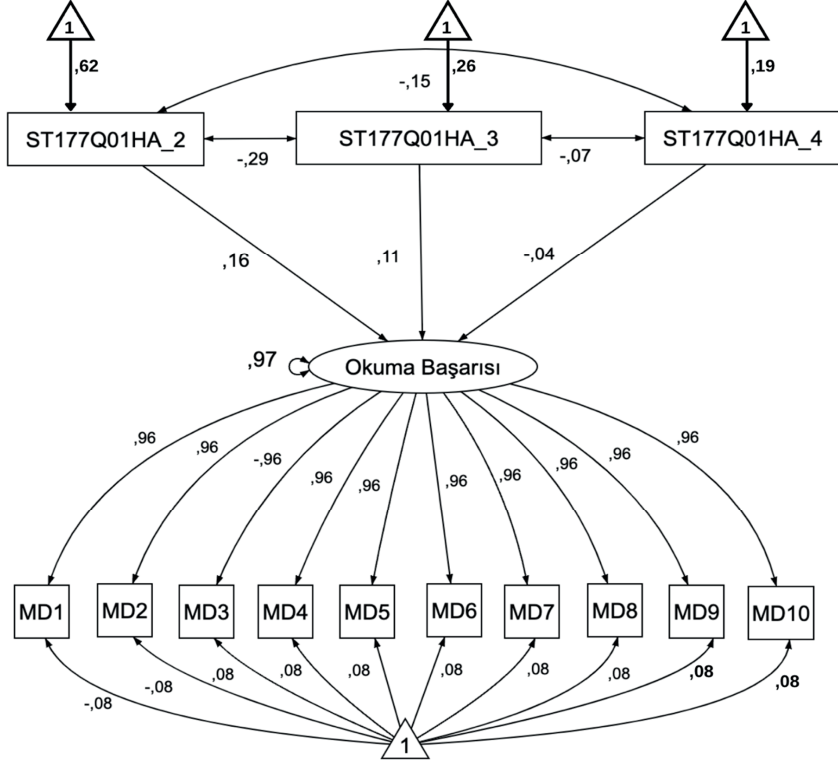 1 1 1
,62 ,26 ,19
-,15
ST177Q01HA_2 ST177Q01HA_3 ST177Q01HA_4
-,29 -,07
,16 ,11 -,04
,97 Okuma Başarısı
,96 ,96 -,96 ,96 ,96 ,96 ,96 ,96 ,96 ,96
MD1 MD2 MD3 MD4 MD5 MD6 MD7 MD8 MD9 MD10
-,08 -,08 ,08 ,08 ,08 ,08 ,08 ,08 ,08 ,08
1